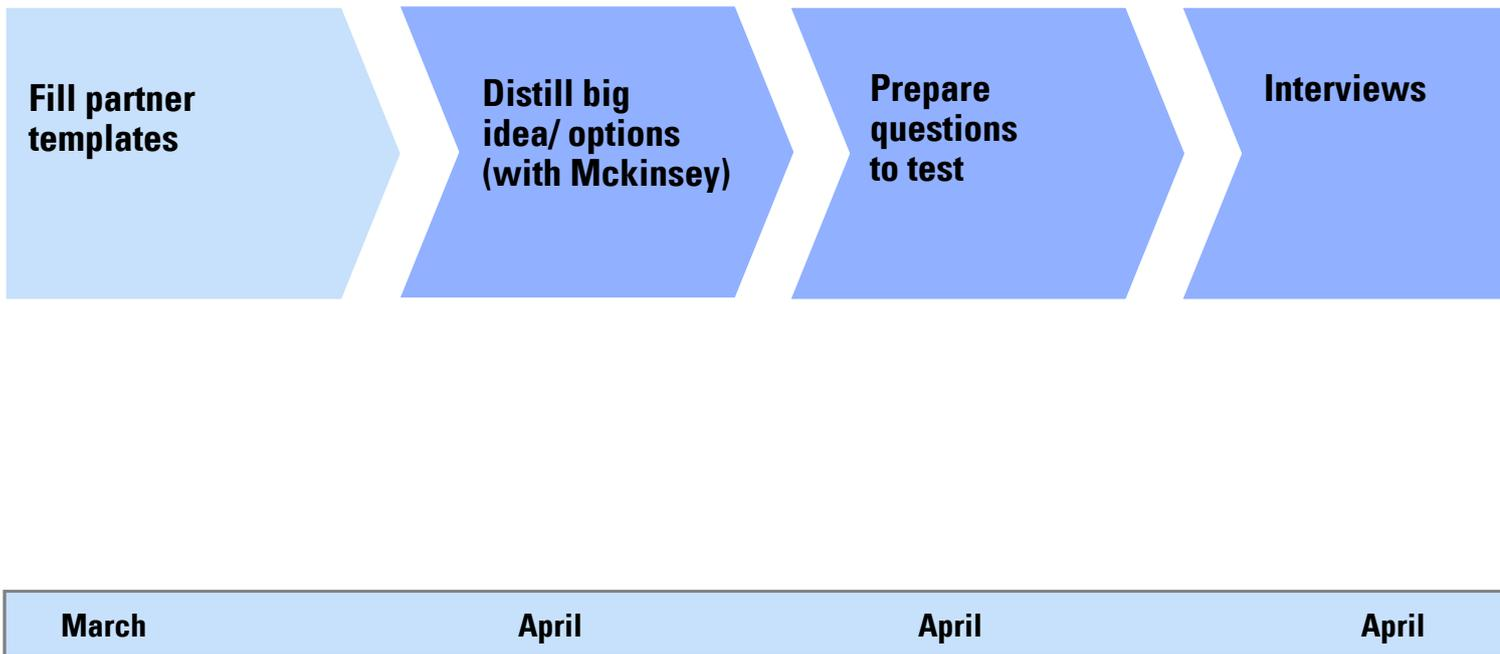 Fill partner
templates
Distill big
idea/ options
(with Mckinsey)
Prepare
questions
to test
Interviews
March
April
April
April